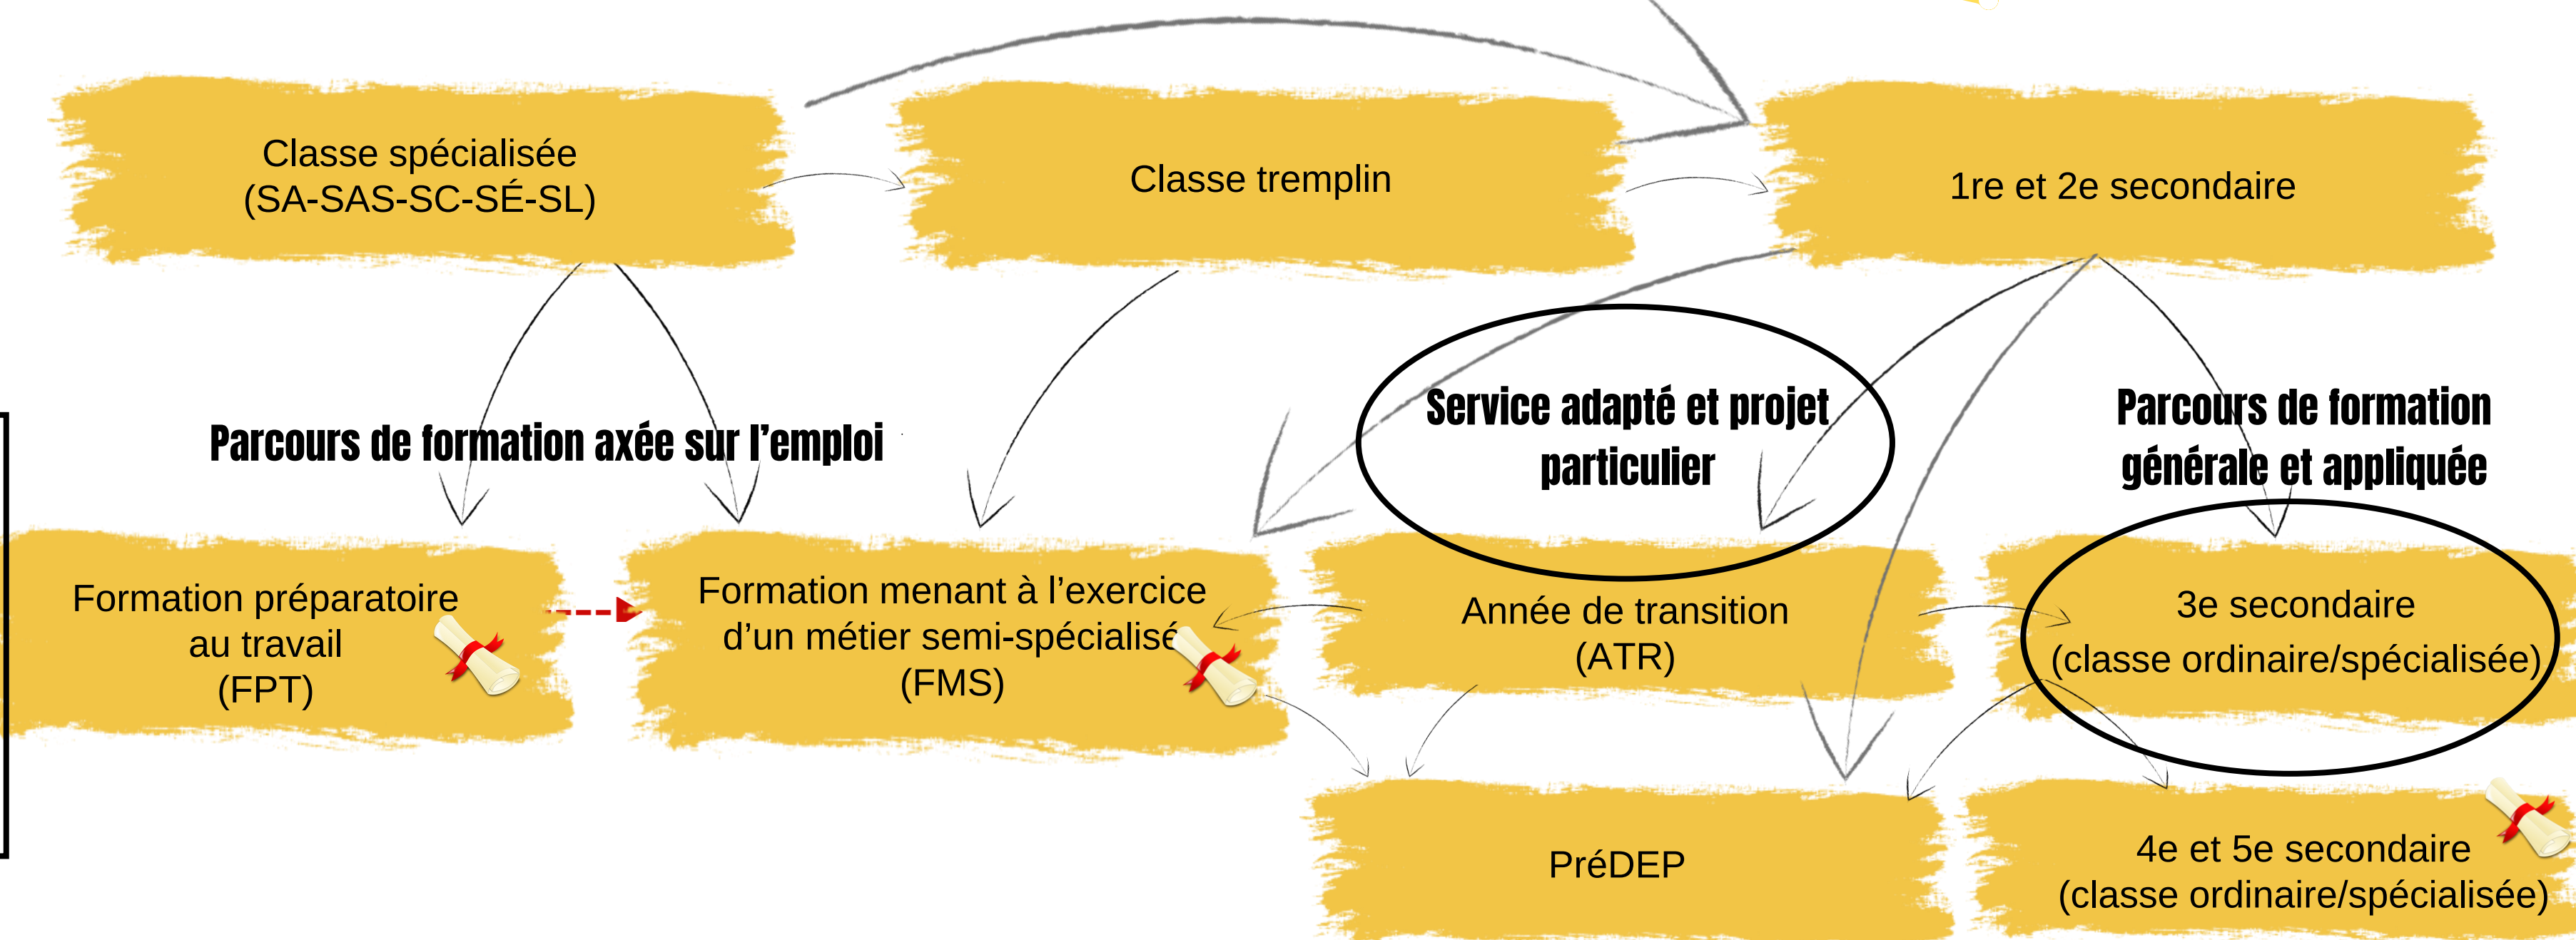 Classe spécialisée
(SA-SAS-SC-SÉ-SL)
Classe tremplin
1re et 2e secondaire
Parcours de formation axée sur l'emploi
Service adapté et projet
particulier
Parcours de formation
générale et appliquée
Formation préparatoire
au travail
(FPT)
Formation menant à l'exercice
d'un métier semi-spécialisé
(FMS)
Année de transition
(ATR)
3e secondaire
(classe ordinaire/spécialisée)
PréDEP
4e et 5e secondaire
(classe ordinaire/spécialisée)